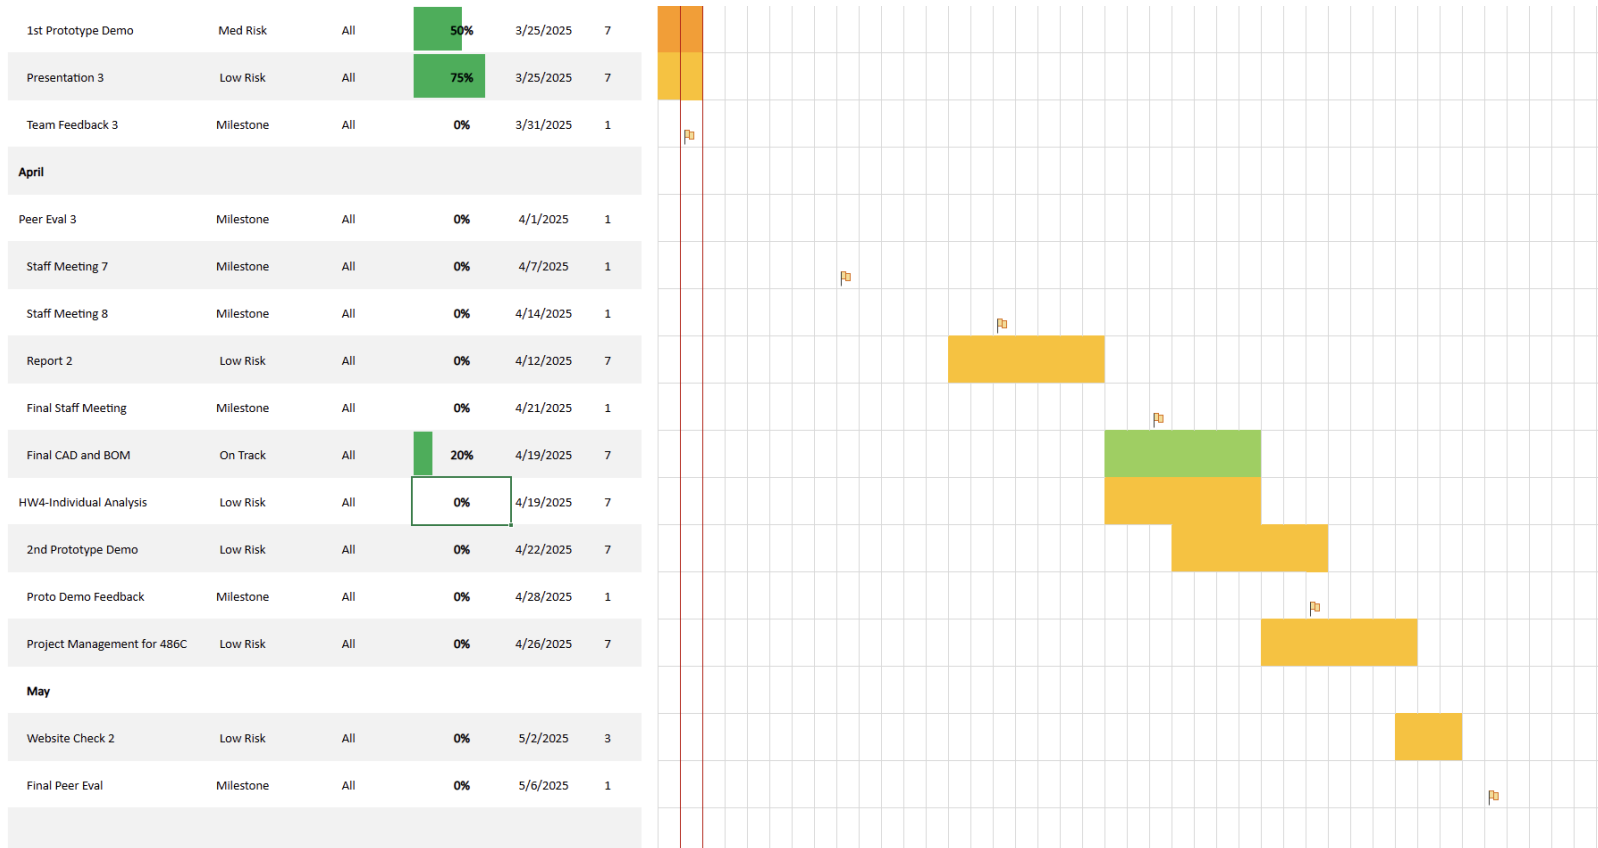 1st Prototype Demo Med Risk All 50% 3/25/2025 7
Presentation 3 Low Risk All 75% 3/25/2025 7
Team Feedback 3 Milestone All 0% 3/31/2025 1
April
Peer Eval 3 Milestone All 0% 4/1/2025 1
Staff Meeting 7 Milestone All 0% 4/7/2025 1
Staff Meeting 8 Milestone All 0% 4/14/2025 1
Report 2 Low Risk All 0% 4/12/2025 7
Final Staff Meeting Milestone All 0% 4/21/2025 1
Final CAD and BOM On Track All 20% 4/19/2025 7
HW4-Individual Analysis Low Risk All 0% 4/19/2025 7
2nd Prototype Demo Low Risk All 0% 4/22/2025 7
Proto Demo Feedback Milestone All 0% 4/28/2025 1
Project Management for 486C Low Risk All 0% 4/26/2025 7
May
Website Check 2 Low Risk All 0% 5/2/2025 3
Final Peer Eval Milestone All 0% 5/6/2025 1